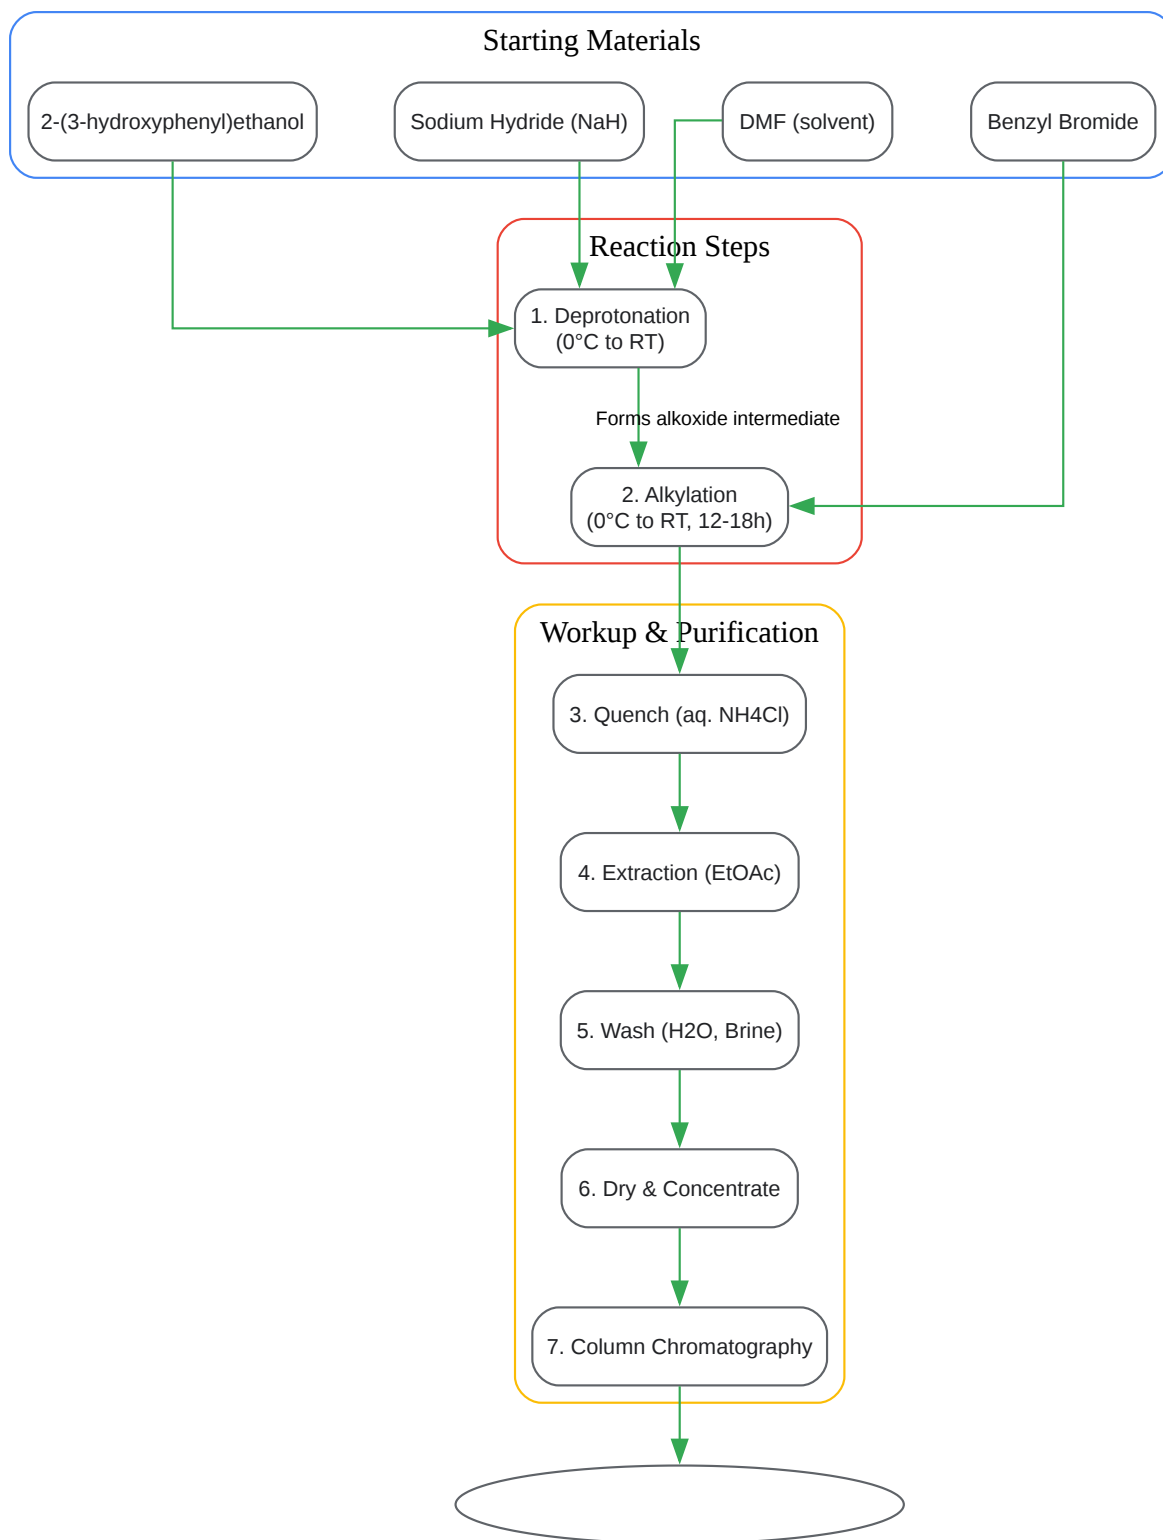 Starting Materials
2-(3-hydroxyphenyl)ethanol
Sodium Hydride (NaH)
DMF (solvent)
Benzyl Bromide
Reaction Steps
1. Deprotonation
(0°C to RT)
Forms alkoxide intermediate
2. Alkylation
(0°C to RT, 12-18h)
Workup & Purification
3. Quench (aq. NH4Cl)
4. Extraction (EtOAc)
5. Wash (H2O, Brine)
6. Dry & Concentrate
7. Column Chromatography